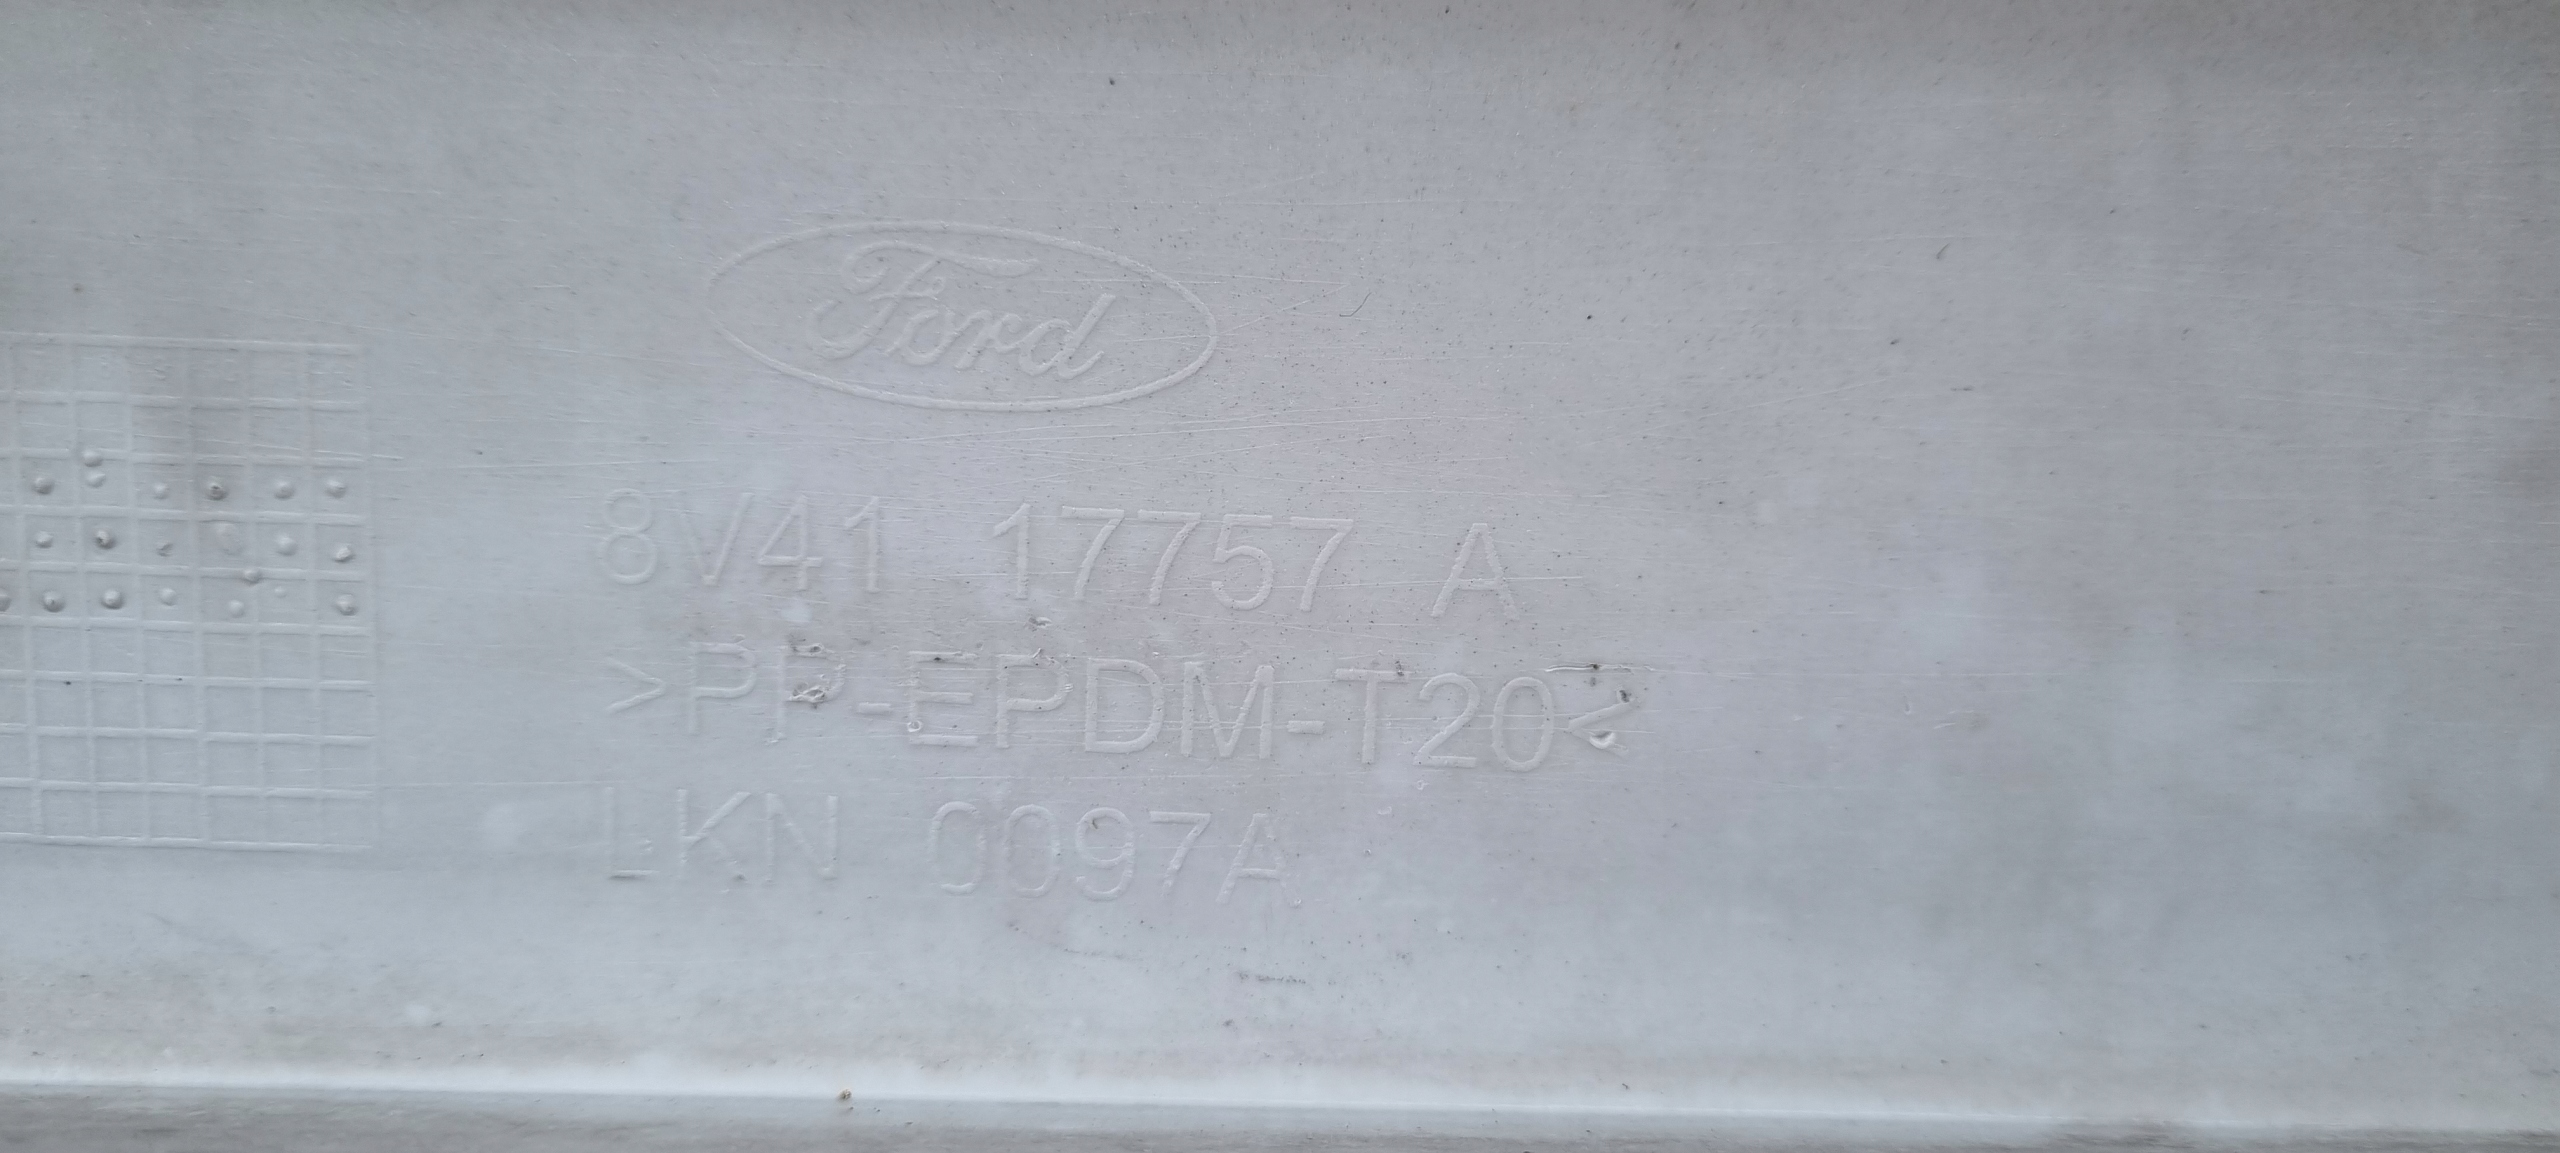 Ford
8V41 17757 A
>PP-EPDM-T20<
LKN 0097A